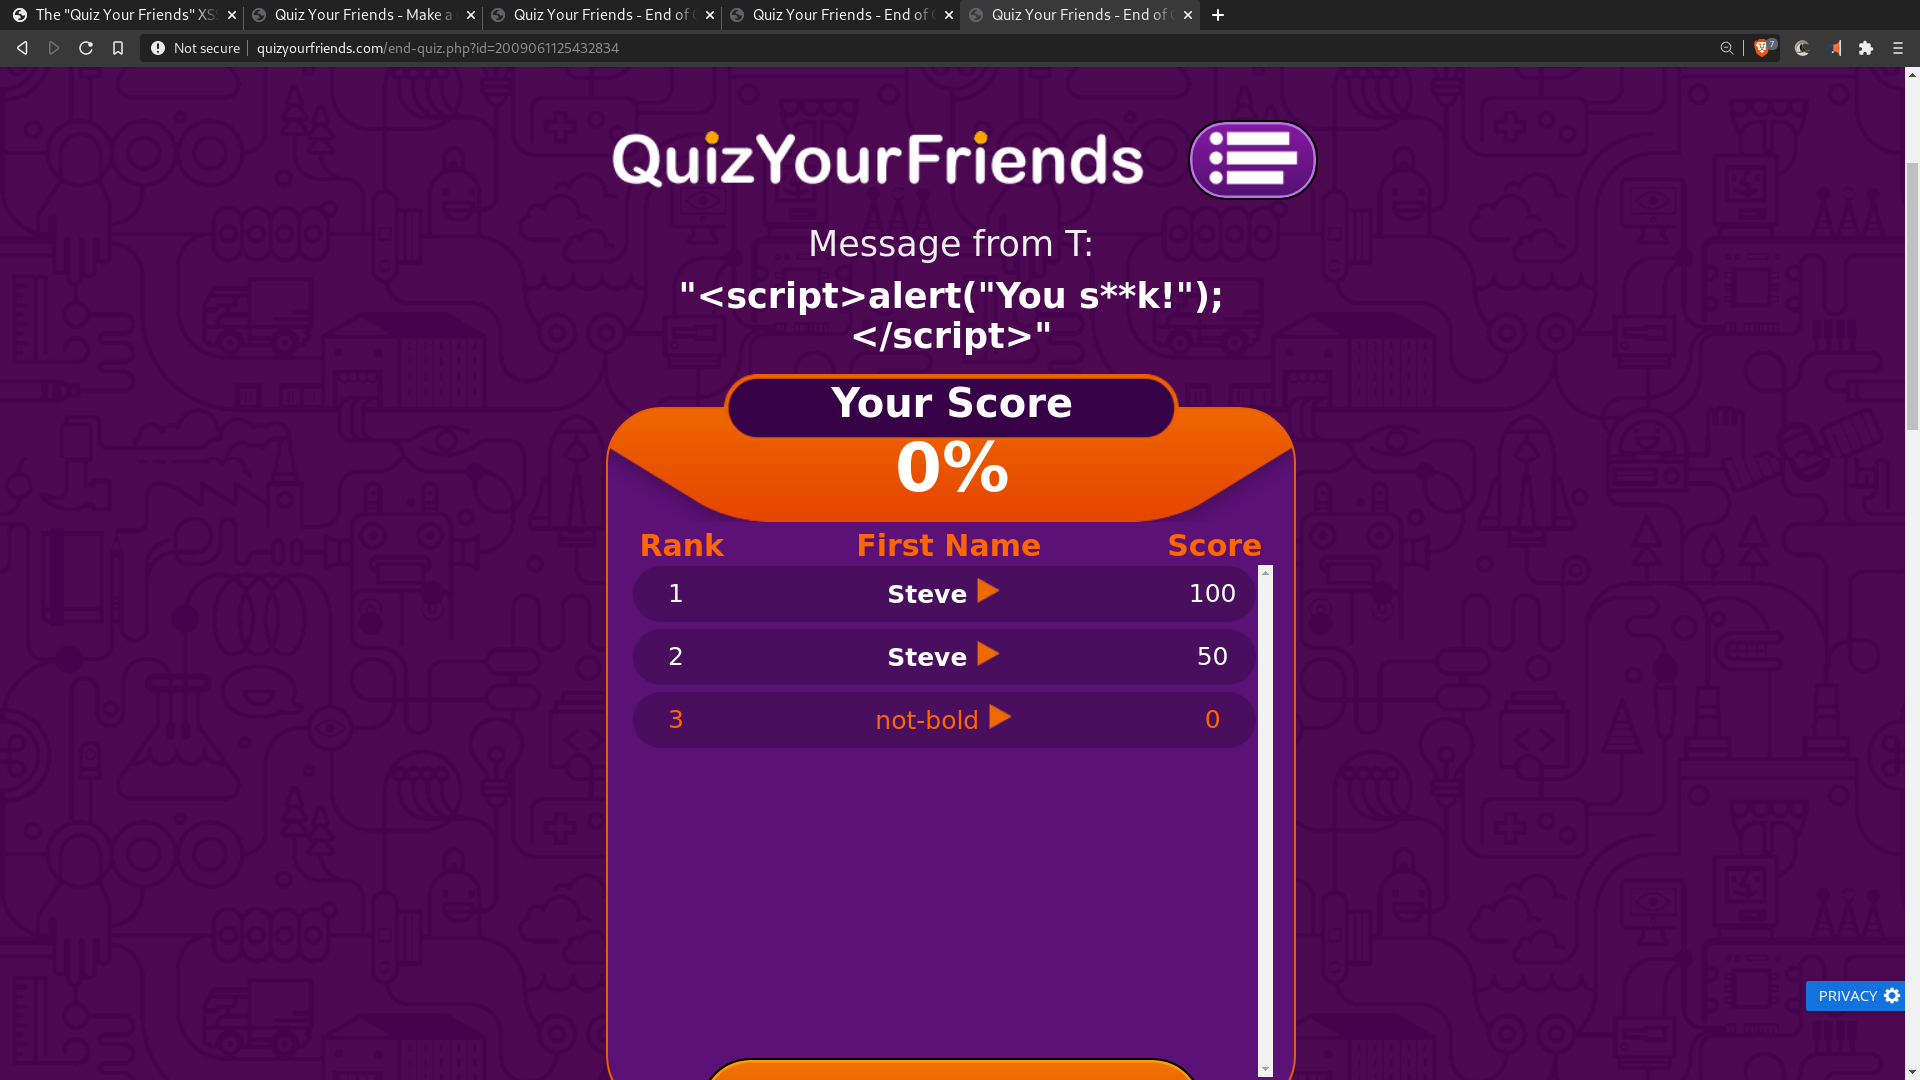 The "Quiz Your Friends" XS
Quiz Your Friends - Make a
Quiz Your Friends - End of
Quiz Your Friends - End of
Quiz Your Friends - End of
Not secure
quizyourfriends.com/end-quiz.php?id=2009061125432834
7
QuizYourFriends
Message from T:
"<script>alert("You s**k!");
</script>"
Your Score
0%
Rank First Name Score
1 Steve 100
2 Steve 50
3 not-bold 0
PRIVACY